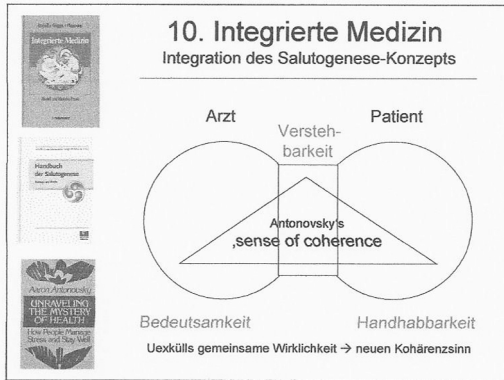 10. Integrierte Medizin
Integration des Salutogenese-Konzepts
Integrierte Medizin
Handbuch
der Salutogenese
Aaron Antonovsky
UNRAVELING
THE MYSTERY
OF HEALTH
How People Manage
Stress and Stay Well
Arzt
Versteh-
barkeit
Patient
Antonovsky's
‚sense of coherence
Bedeutsamkeit
Handhabbarkeit
Uexkülls gemeinsame Wirklichkeit → neuen Kohärenzsinn